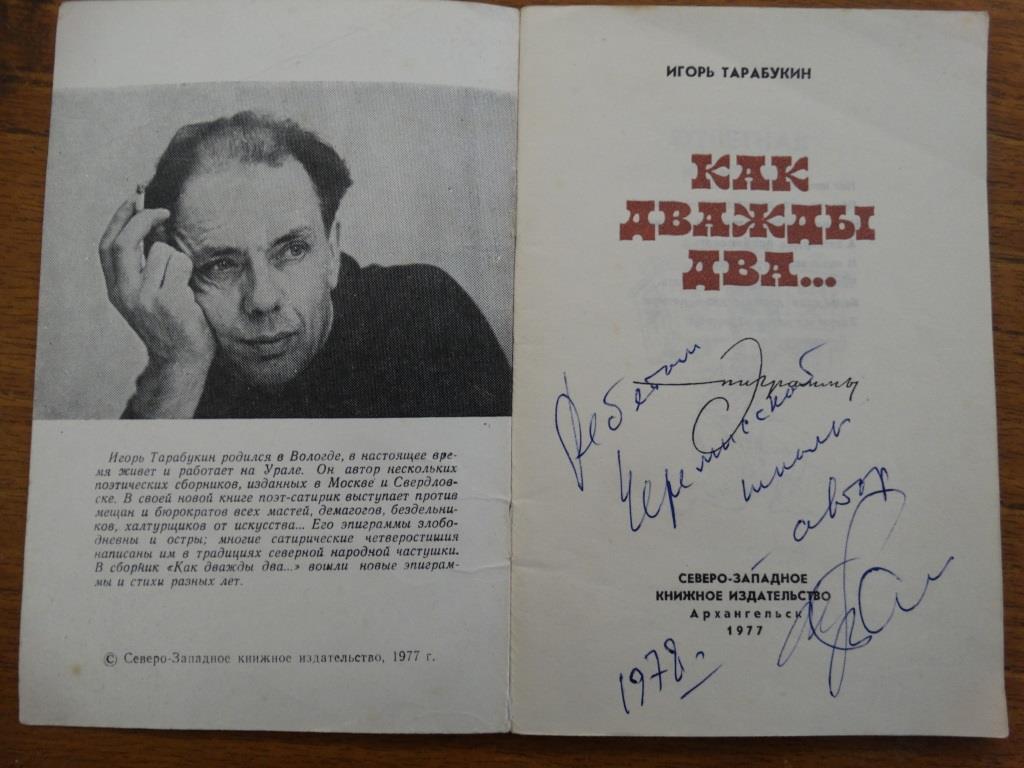 Игорь Тарабукин родился в Вологде, в настоящее вре-
мя живет и работает на Урале. Он автор нескольких
поэтических сборников, изданных в Москве и Свердлов-
ске. В своей новой книге поэт-сатирик выступает против
мещан и бюрократов всех мастей, демагогов, бездельни-
ков, халтурщиков от искусства... Его эпиграммы злобо-
дневны и остры; многие сатирические четверостишия
написаны им в традициях северной народной частушки.
В сборник «Как дважды два...» вошли новые эпиграм-
мы и стихи разных лет.
© Северо-Западное книжное издательство, 1977 г.
ИГОРЬ ТАРАБУКИН
КАК
ДВАЖДЫ
ДВА...
Эпиграммы
Ребятам
Черемисской
школы
автор
СЕВЕРО-ЗАПАДНОЕ
КНИЖНОЕ ИЗДАТЕЛЬСТВО
Архангельск
1977
1978 г.